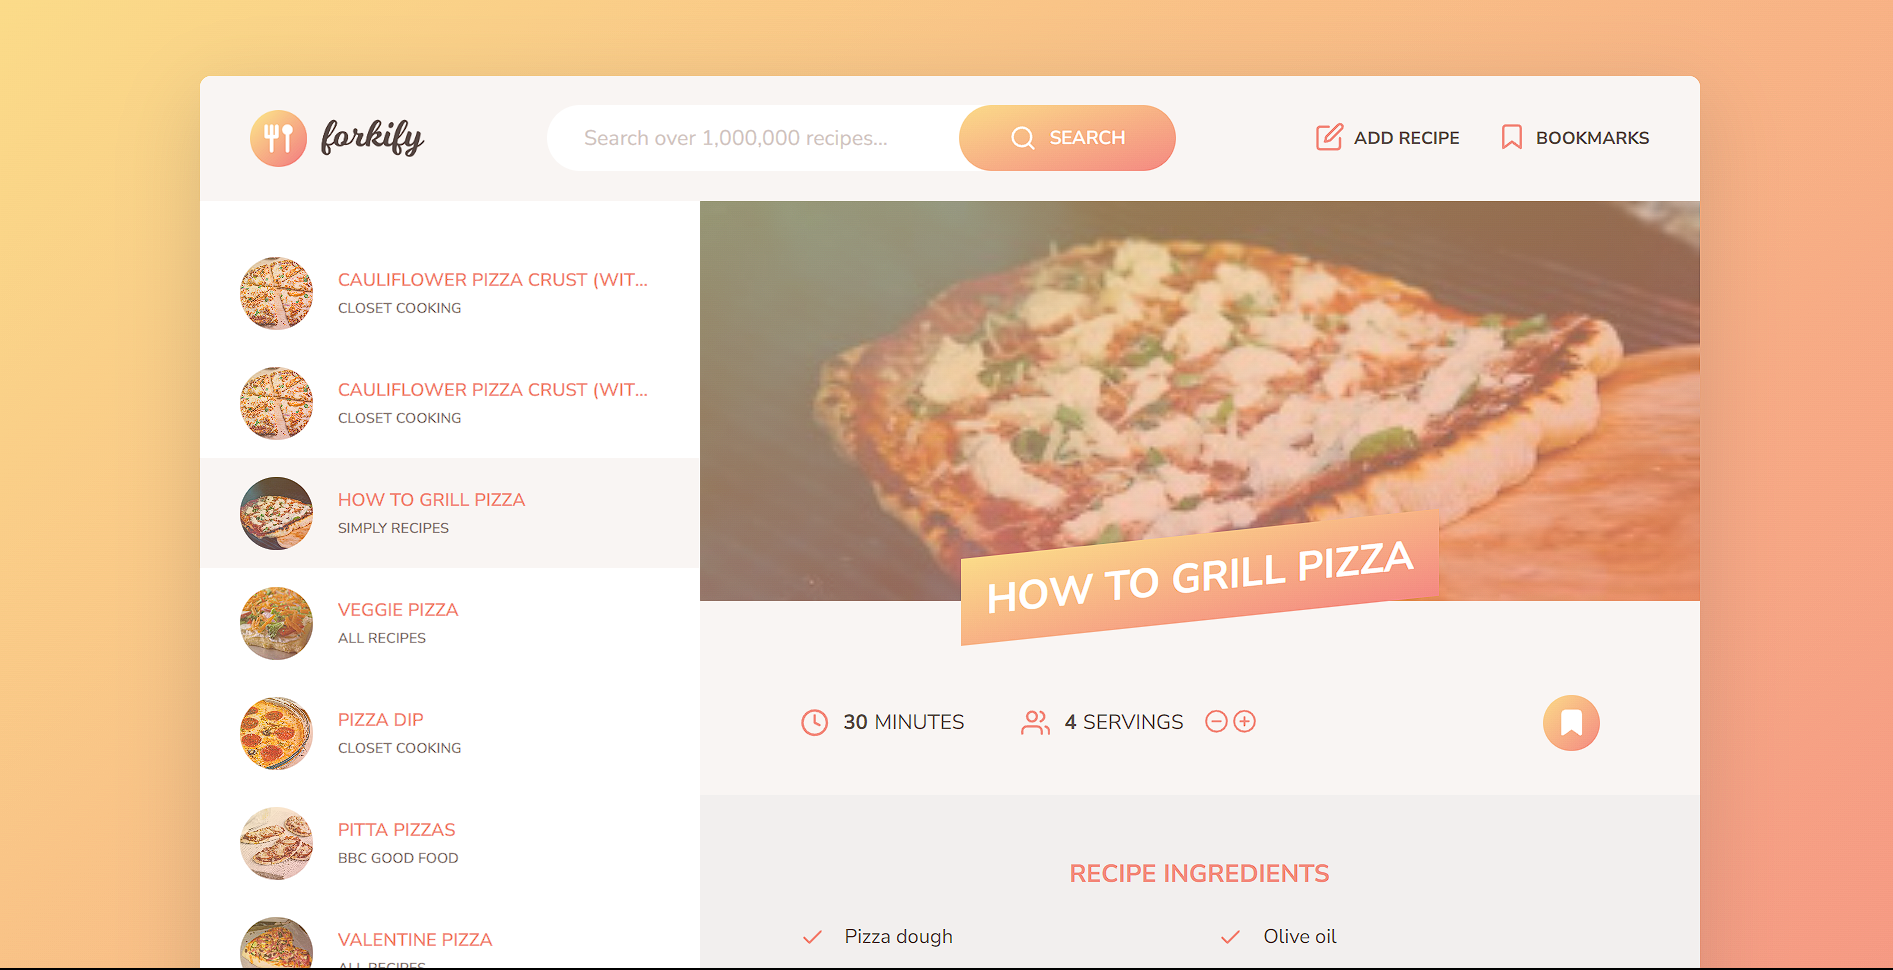 forkify
Search over 1,000,000 recipes...
SEARCH
ADD RECIPE
BOOKMARKS
CAULIFLOWER PIZZA CRUST (WIT...
CLOSET COOKING
CAULIFLOWER PIZZA CRUST (WIT...
CLOSET COOKING
HOW TO GRILL PIZZA
SIMPLY RECIPES
VEGGIE PIZZA
ALL RECIPES
PIZZA DIP
CLOSET COOKING
PITTA PIZZAS
BBC GOOD FOOD
VALENTINE PIZZA
ALL RECIPES
HOW TO GRILL PIZZA
30 MINUTES
4 SERVINGS
RECIPE INGREDIENTS
Pizza dough
Olive oil